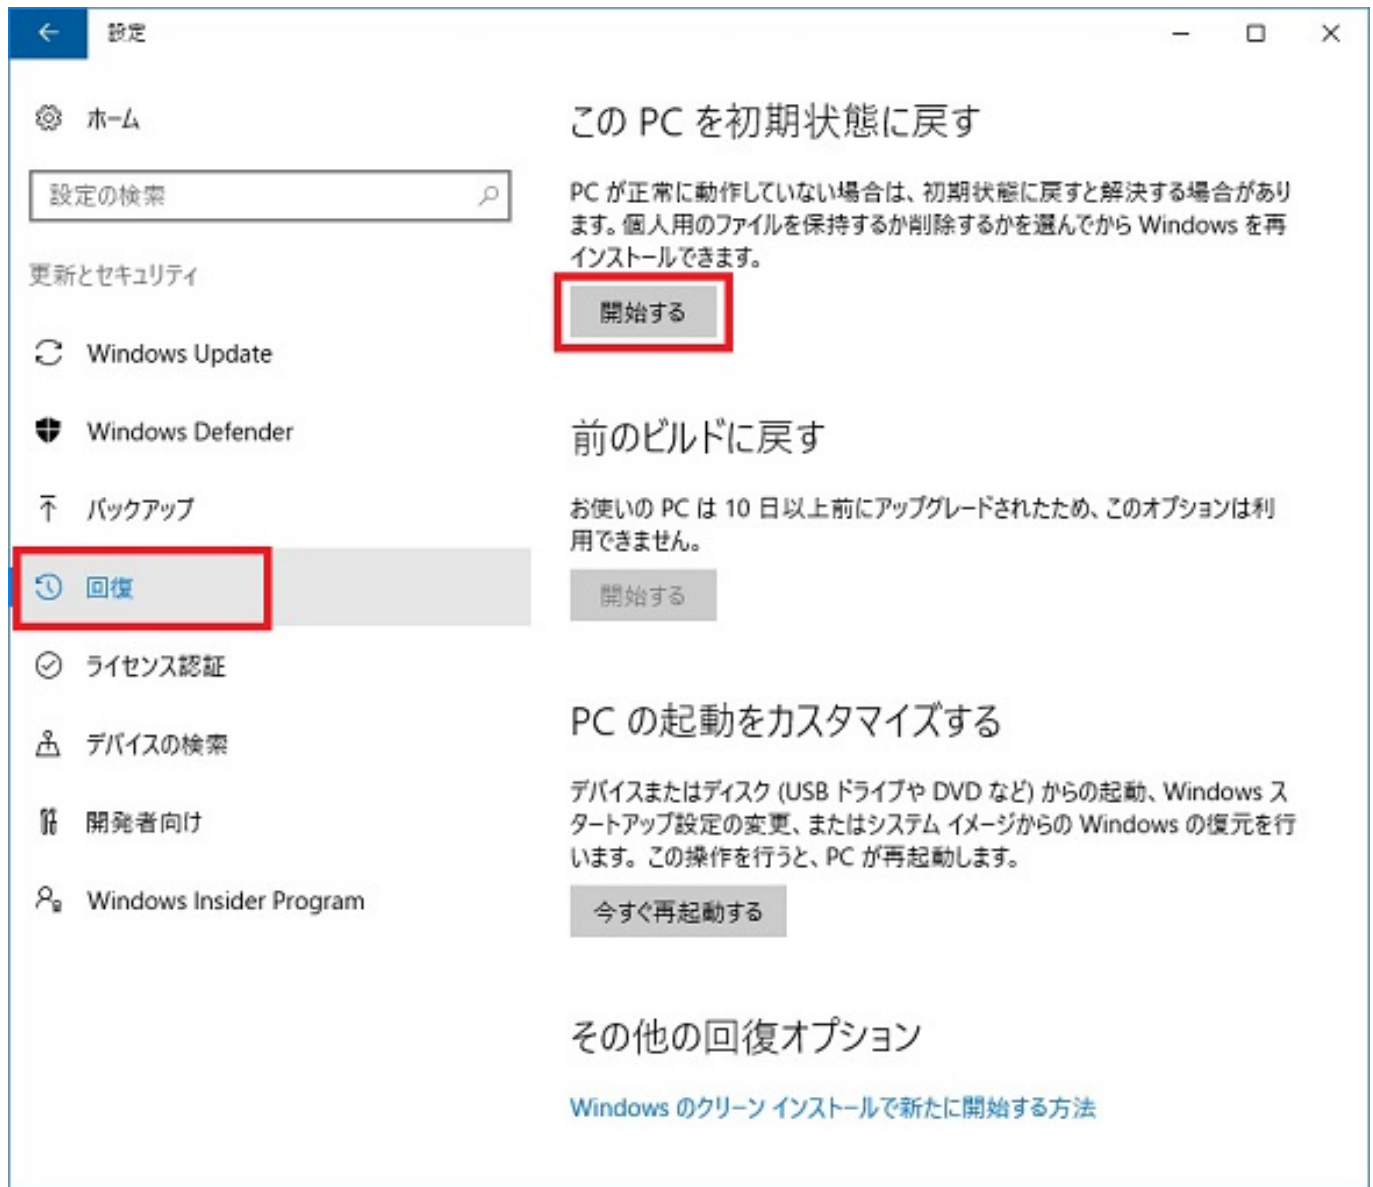 設定
ホーム
設定の検索
更新とセキュリティ
Windows Update
Windows Defender
バックアップ
回復
ライセンス認証
デバイスの検索
開発者向け
Windows Insider Program
この PC を初期状態に戻す
PC が正常に動作していない場合は、初期状態に戻すと解決する場合があり
ます。個人用のファイルを保持するか削除するかを選んでから Windows を再
インストールできます。
開始する
前のビルドに戻す
お使いの PC は 10 日以上前にアップグレードされたため、このオプションは利
用できません。
開始する
PC の起動をカスタマイズする
デバイスまたはディスク (USB ドライブや DVD など) からの起動、Windows ス
タートアップ設定の変更、またはシステム イメージからの Windows の復元を行
います。この操作を行うと、PC が再起動します。
今すぐ再起動する
その他の回復オプション
Windows のクリーン インストールで新たに開始する方法